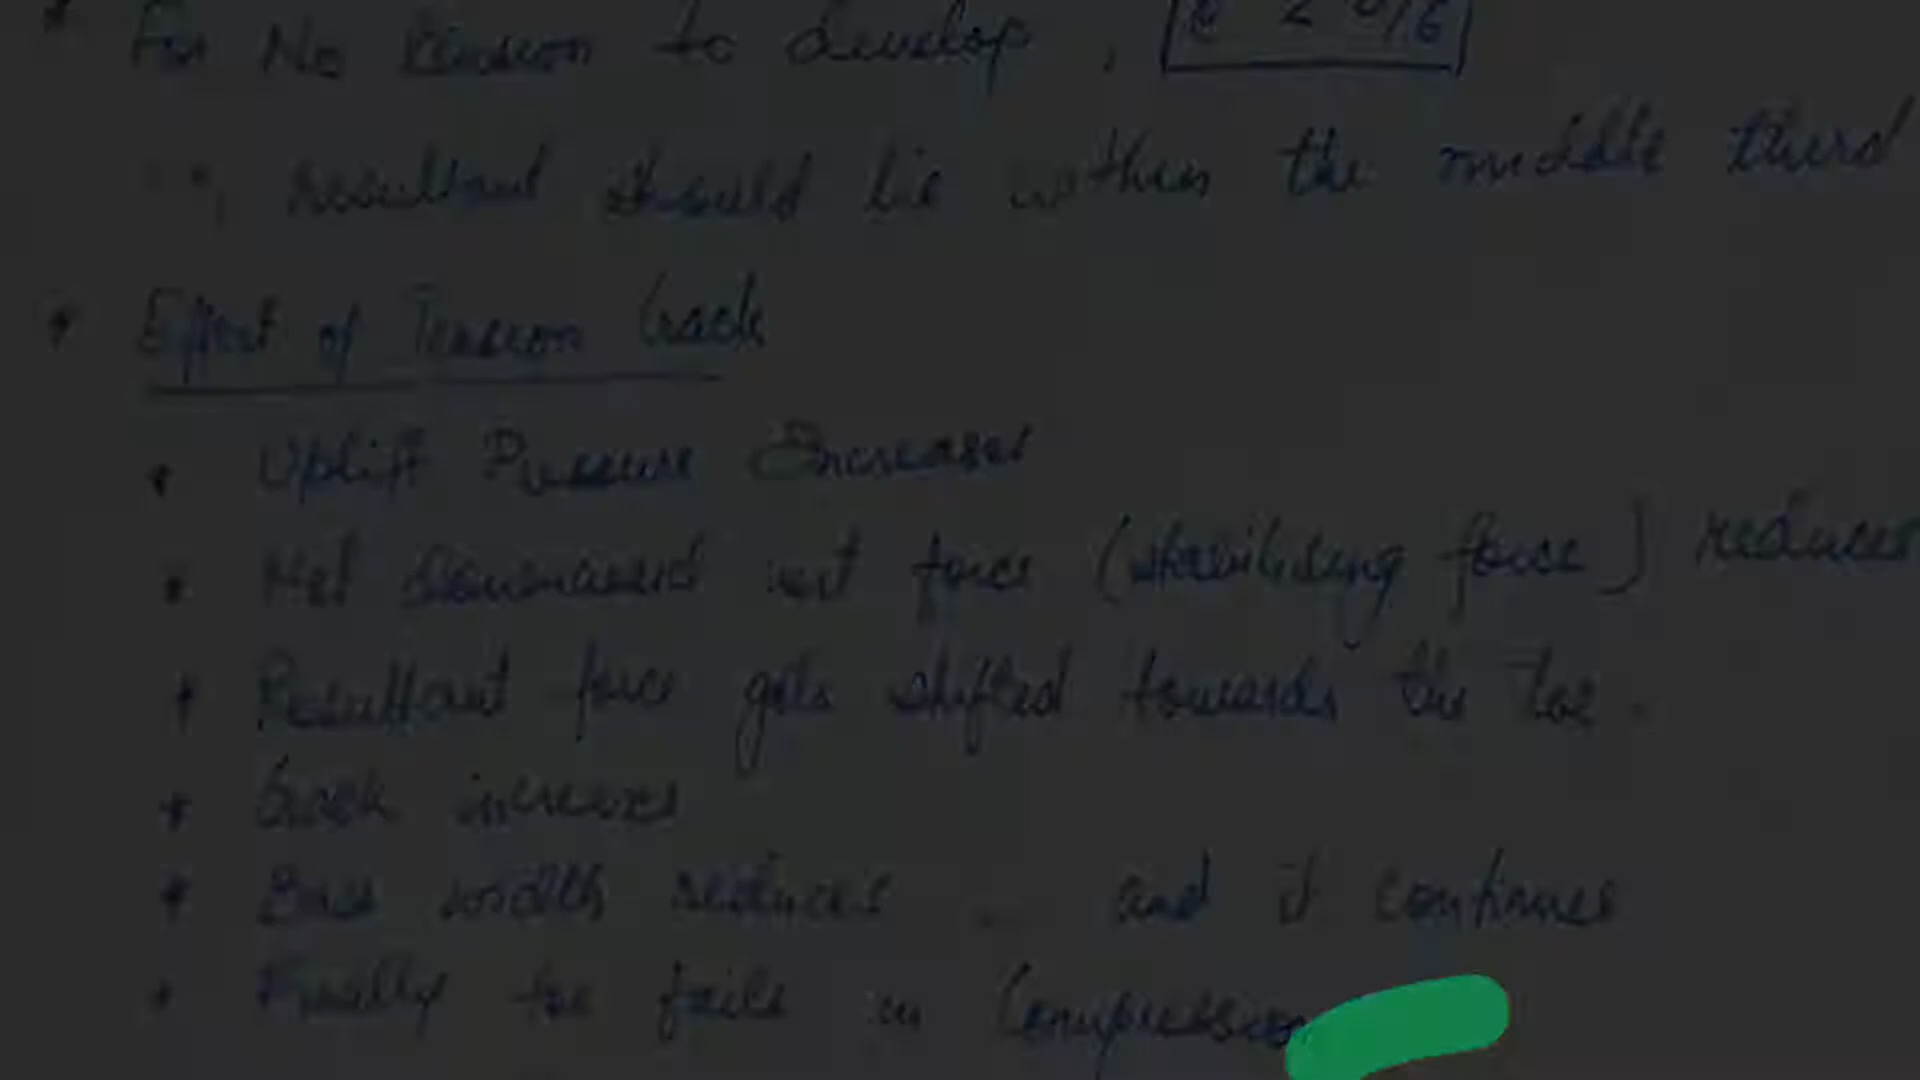 * For No tension to develop , e < B/6
∴ resultant should lie within the middle third
* Effect of Tension Crack
• Uplift Pressure Increases
• Net downward wt force (stabilising force) reduces
• Resultant force gets shifted towards the toe .
• Crack increases
• Base width reduces .. and it continues
• Finally toe fails in Compression